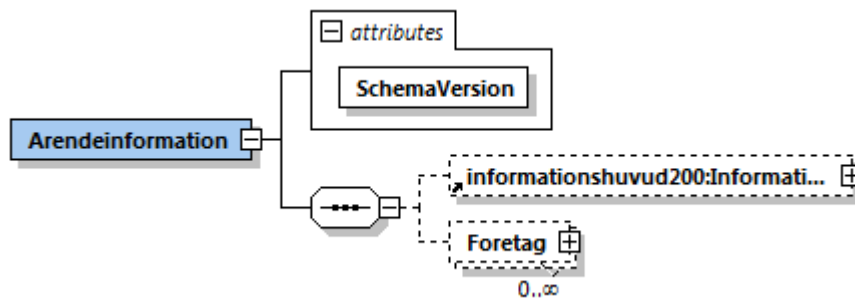 attributes
SchemaVersion
Arendeinformation
informationshuvud200:Informati...
Foretag
0..∞